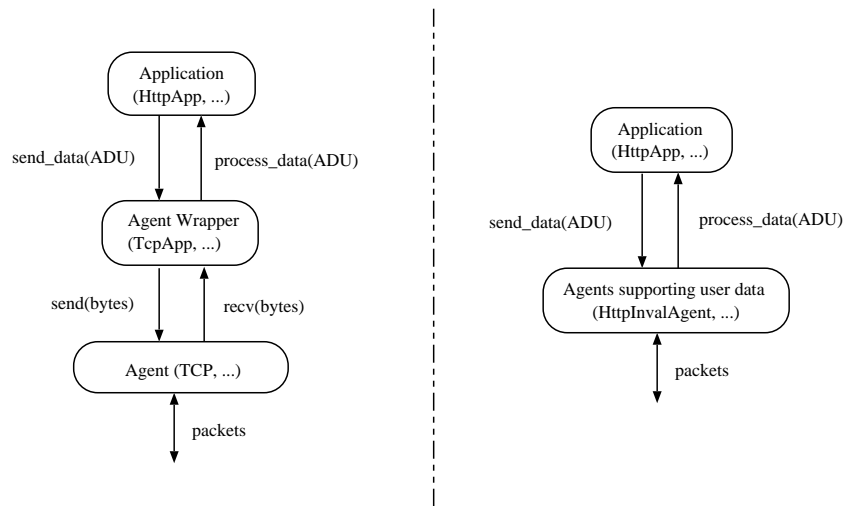 Application
(HttpApp, ...)
send_data(ADU)
process_data(ADU)
Agent Wrapper
(TcpApp, ...)
send(bytes)
recv(bytes)
Agent (TCP, ...)
packets
Application
(HttpApp, ...)
send_data(ADU)
process_data(ADU)
Agents supporting user data
(HttpInvalAgent, ...)
packets